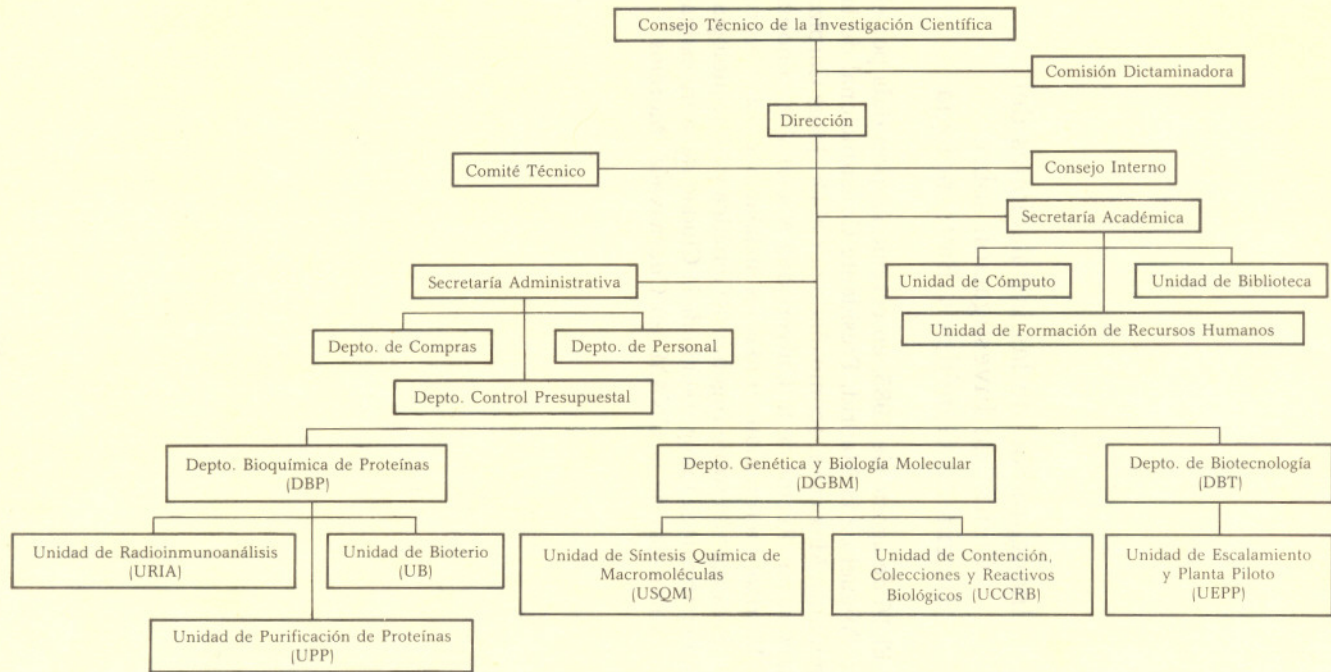 Consejo Técnico de la Investigación Científica
Comisión Dictaminadora
Dirección
Comité Técnico
Consejo Interno
Secretaría Académica
Unidad de Cómputo
Unidad de Biblioteca
Unidad de Formación de Recursos Humanos
Secretaría Administrativa
Depto. de Compras
Depto. de Personal
Depto. Control Presupuestal
Depto. Bioquímica de Proteínas
(DBP)
Depto. Genética y Biología Molecular
(DGBM)
Depto. de Biotecnología
(DBT)
Unidad de Radioinmunoanálisis
(URIA)
Unidad de Bioterio
(UB)
Unidad de Purificación de Proteínas
(UPP)
Unidad de Síntesis Química de
Macromoléculas
(USQM)
Unidad de Contención,
Colecciones y Reactivos
Biológicos (UCCRB)
Unidad de Escalamiento
y Planta Piloto
(UEPP)